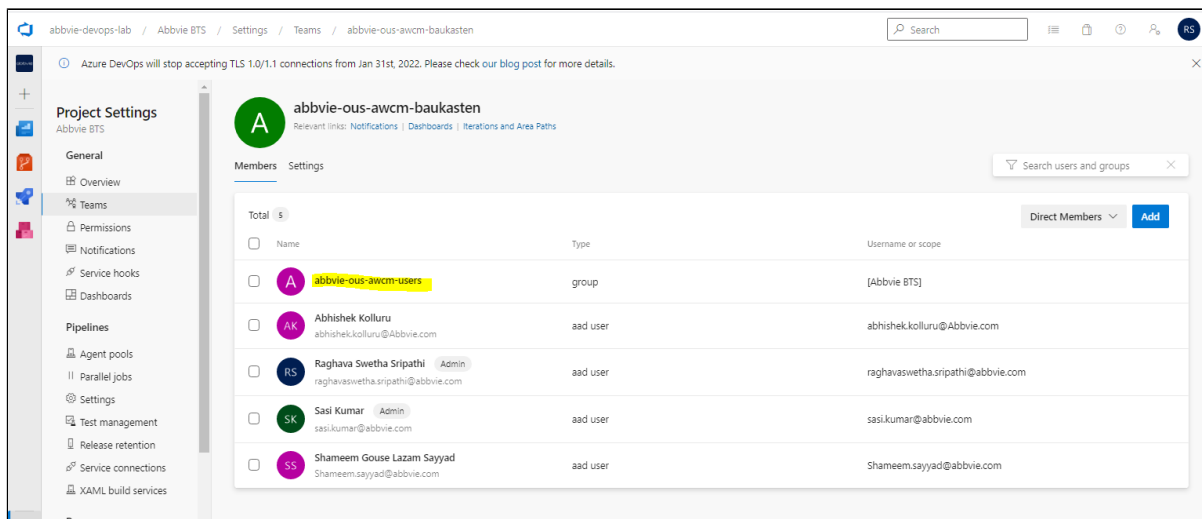 abbvie-devops-lab / Abbvie BTS / Settings / Teams / abbvie-ous-awcm-baukasten
Search
RS
Azure DevOps will stop accepting TLS 1.0/1.1 connections from Jan 31st, 2022. Please check our blog post for more details.
Project Settings
Abbvie BTS
General
Overview
Teams
Permissions
Notifications
Service hooks
Dashboards
Pipelines
Agent pools
Parallel jobs
Settings
Test management
Release retention
Service connections
XAML build services
A
abbvie-ous-awcm-baukasten
Relevant links: Notifications | Dashboards | Iterations and Area Paths
Members Settings
Search users and groups
Total 5
Direct Members
Add
Name Type Username or scope
A abbvie-ous-awcm-users group [Abbvie BTS]
AK Abhishek Kolluru
abhishek.kolluru@Abbvie.com aad user abhishek.kolluru@Abbvie.com
RS Raghava Swetha Sripathi Admin
raghavaswetha.sripathi@abbvie.com aad user raghavaswetha.sripathi@abbvie.com
SK Sasi Kumar Admin
sasi.kumar@abbvie.com aad user sasi.kumar@abbvie.com
SS Shameem Gouse Lazam Sayyad
Shameem.sayyad@abbvie.com aad user Shameem.sayyad@abbvie.com